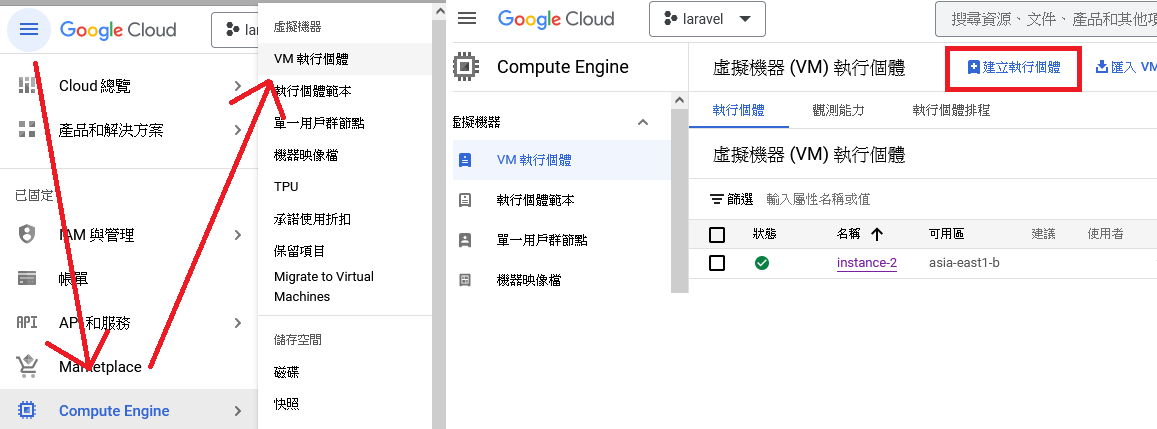 Google Cloud
Cloud 總覽
產品和解決方案
已固定
IAM 與管理
帳單
API
API 和服務
Marketplace
Compute Engine
虛擬機器
VM 執行個體
執行個體範本
單一用戶群節點
機器映像檔
TPU
承諾使用折扣
保留項目
Migrate to Virtual
Machines
儲存空間
磁碟
快照
Google Cloud
laravel
搜尋資源、文件、產品和其他
Compute Engine
虛擬機器
VM 執行個體
執行個體範本
單一用戶群節點
機器映像檔
虛擬機器 (VM) 執行個體
建立執行個體
匯入 VM
執行個體
觀測能力
執行個體排程
虛擬機器 (VM) 執行個體
篩選 輸入屬性名稱或值
狀態 名稱 可用區 建議 使用者
instance-2 asia-east1-b